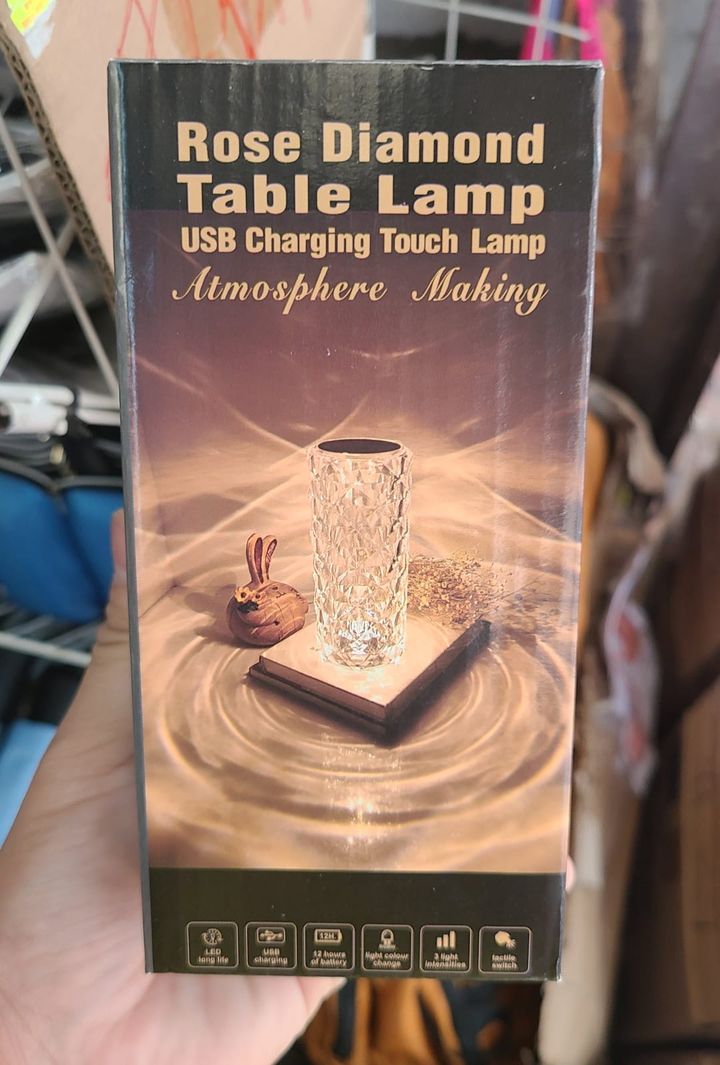 Rose Diamond
Table Lamp
USB Charging Touch Lamp
Atmosphere Making
LED
long life
USB
charging
12H
12 hours
of battery
light colour
change
3 light
intensities
tactile
switch